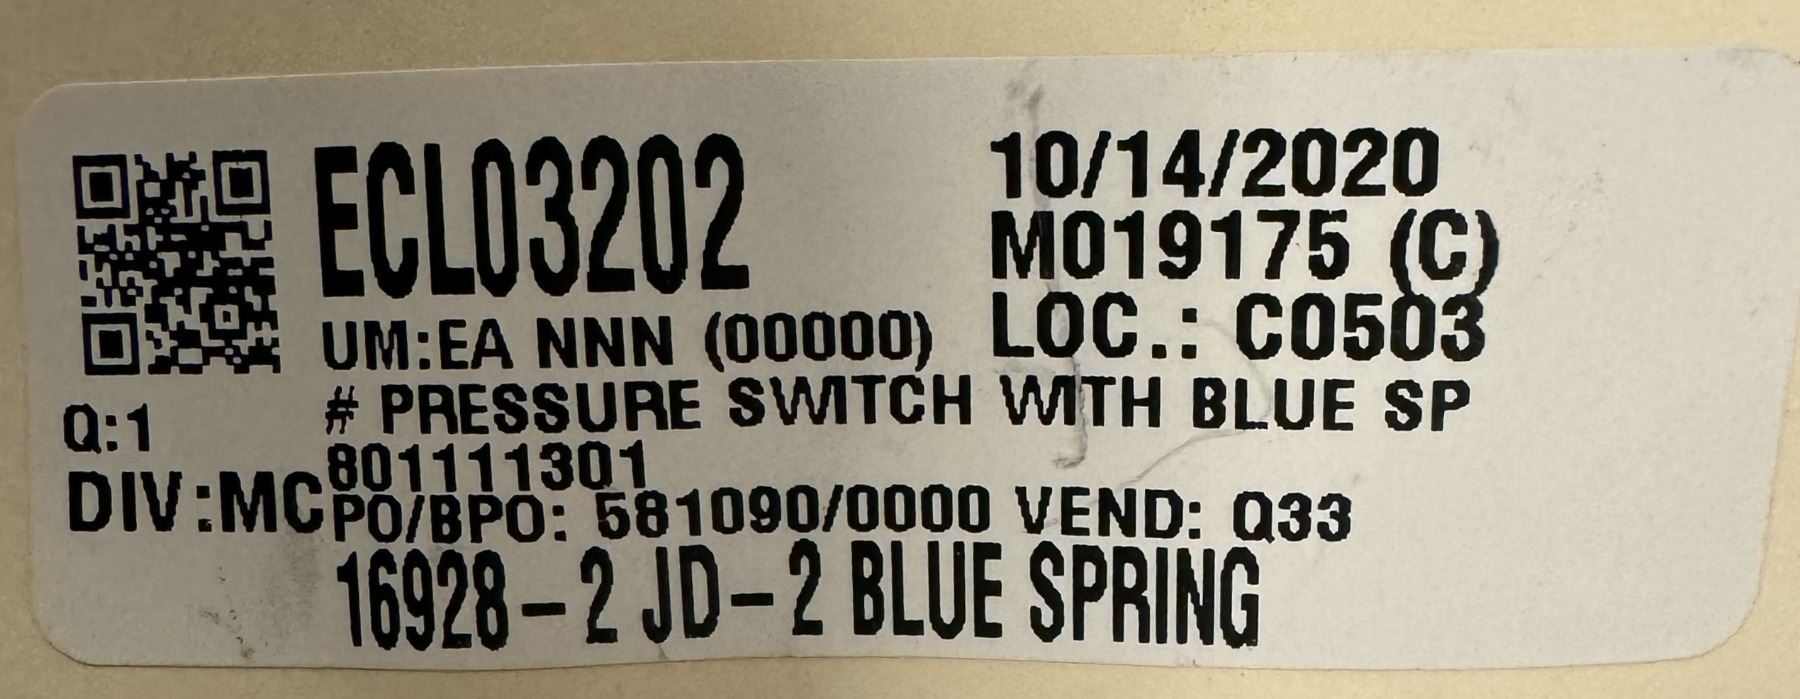 ECL03202
10/14/2020
M019175 (C)
LOC.: C0503
UM:EA NNN (00000)
# PRESSURE SWITCH WITH BLUE SP
Q:1
801111301
DIV:MC
PO/BPO: 581090/0000 VEND: Q33
16928-2 JD-2 BLUE SPRING